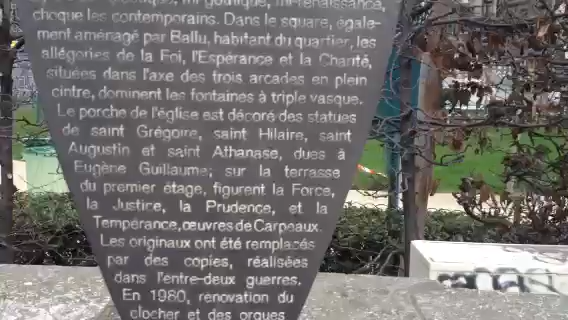 mi-gothique, mi-renaissance,
choque les contemporains. Dans le square, égale-
ment aménagé par Ballu, habitant du quartier, les
allégories de la Foi, l'Espérance et la Charité,
situées dans l'axe des trois arcades en plein
cintre, dominent les fontaines à triple vasque.
Le porche de l'église est décoré des statues
de saint Grégoire, saint Hilaire, saint
Augustin et saint Athanase, dues à
Eugène Guillaume; sur la terrasse
du premier étage, figurent la Force,
la Justice, la Prudence, et la
Tempérance, œuvres de Carpeaux.
Les originaux ont été remplacés
par des copies, réalisées
dans l'entre-deux guerres.
En 1980, rénovation du
clocher et des orgues